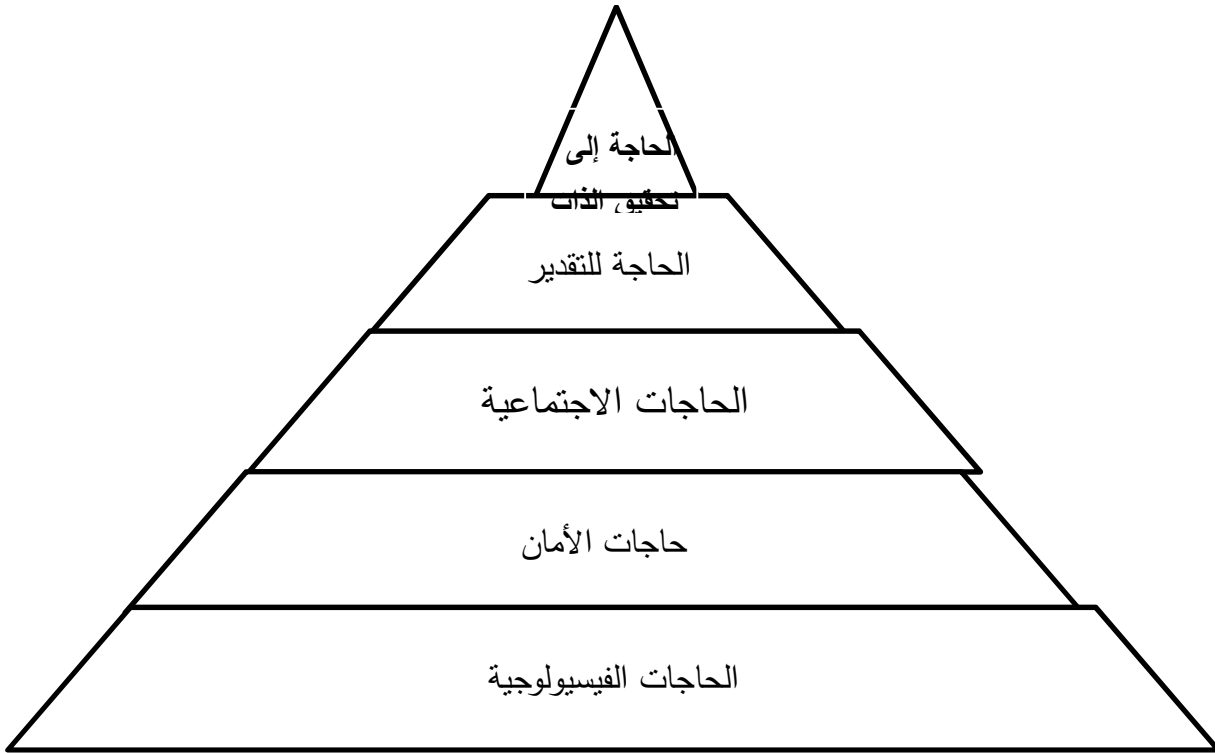 الحاجة إلى
تحقيق الذات
الحاجة للتقدير
الحاجات الاجتماعية
حاجات الأمان
الحاجات الفيسيولوجية